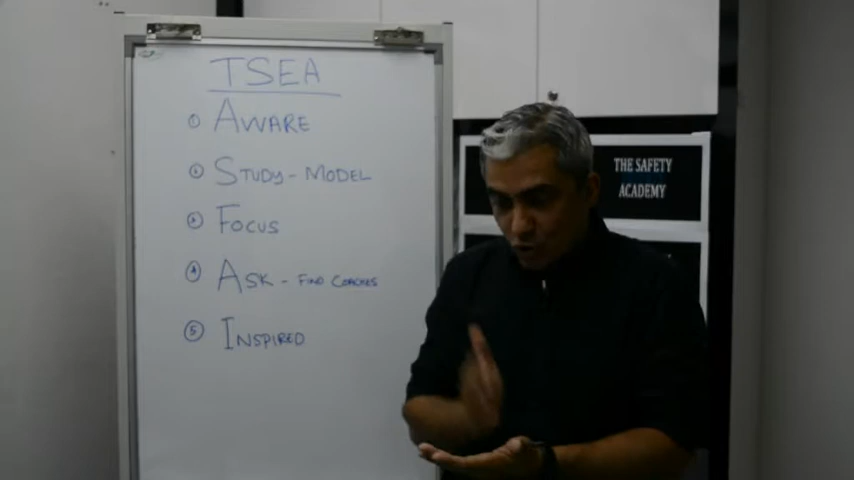 TSEA
1 AWARE
2 STUDY - MODEL
3 FOCUS
4 ASK - FIND COACHES
5 INSPIRED
THE SAFETY
ACADEMY